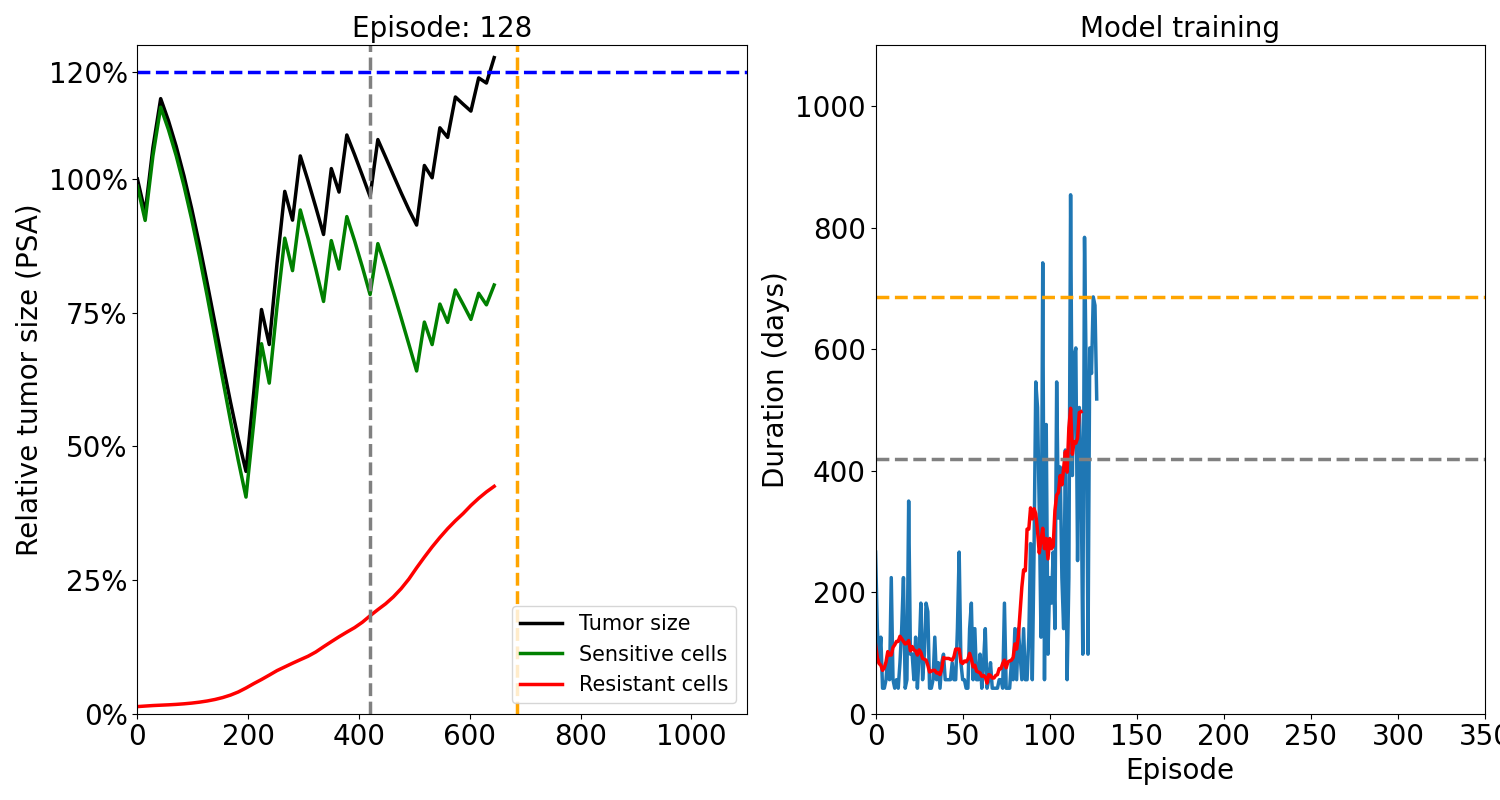 Episode: 128
Relative tumor size (PSA)
120%
100%
75%
50%
25%
0%
0 200 400 600 800 1000
Tumor size
Sensitive cells
Resistant cells
Model training
Duration (days)
1000
800
600
400
200
0
0 50 100 150 200 250 300 350
Episode